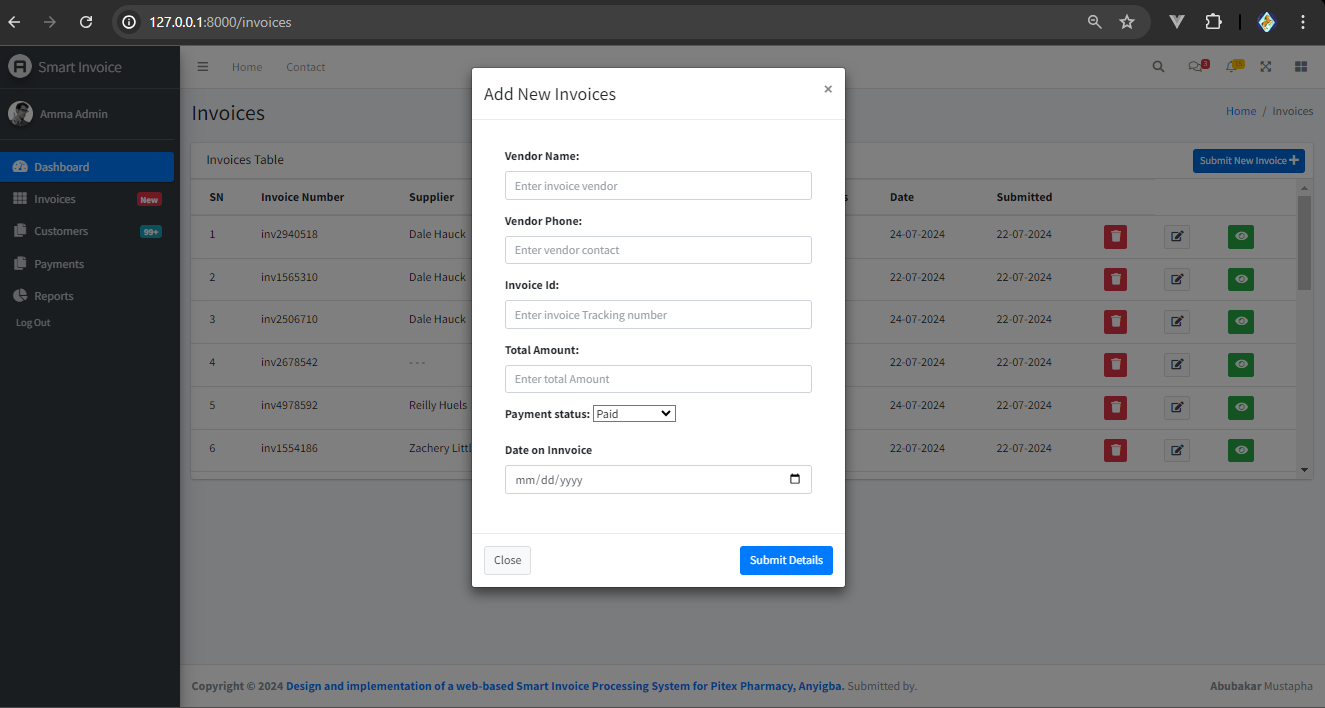 127.0.0.1:8000/invoices
Smart Invoice
Home Contact
3 15
Amma Admin
Invoices
Home / Invoices
Dashboard
Invoices New
Customers 99+
Payments
Reports
Log Out
Invoices Table
Submit New Invoice
SN Invoice Number Supplier s Date Submitted
1 inv2940518 Dale Hauck 24-07-2024 22-07-2024
2 inv1565310 Dale Hauck 22-07-2024 22-07-2024
3 inv2506710 Dale Hauck 24-07-2024 22-07-2024
4 inv2678542 - - - 22-07-2024 22-07-2024
5 inv4978592 Reilly Huels 24-07-2024 22-07-2024
6 inv1554186 Zachery Littl 22-07-2024 22-07-2024
Add New Invoices ×
Vendor Name:
Enter invoice vendor
Vendor Phone:
Enter vendor contact
Invoice Id:
Enter invoice Tracking number
Total Amount:
Enter total Amount
Payment status: Paid
Date on Innvoice
mm/dd/yyyy
Close Submit Details
Copyright © 2024 Design and implementation of a web-based Smart Invoice Processing System for Pitex Pharmacy, Anyigba. Submitted by. Abubakar Mustapha